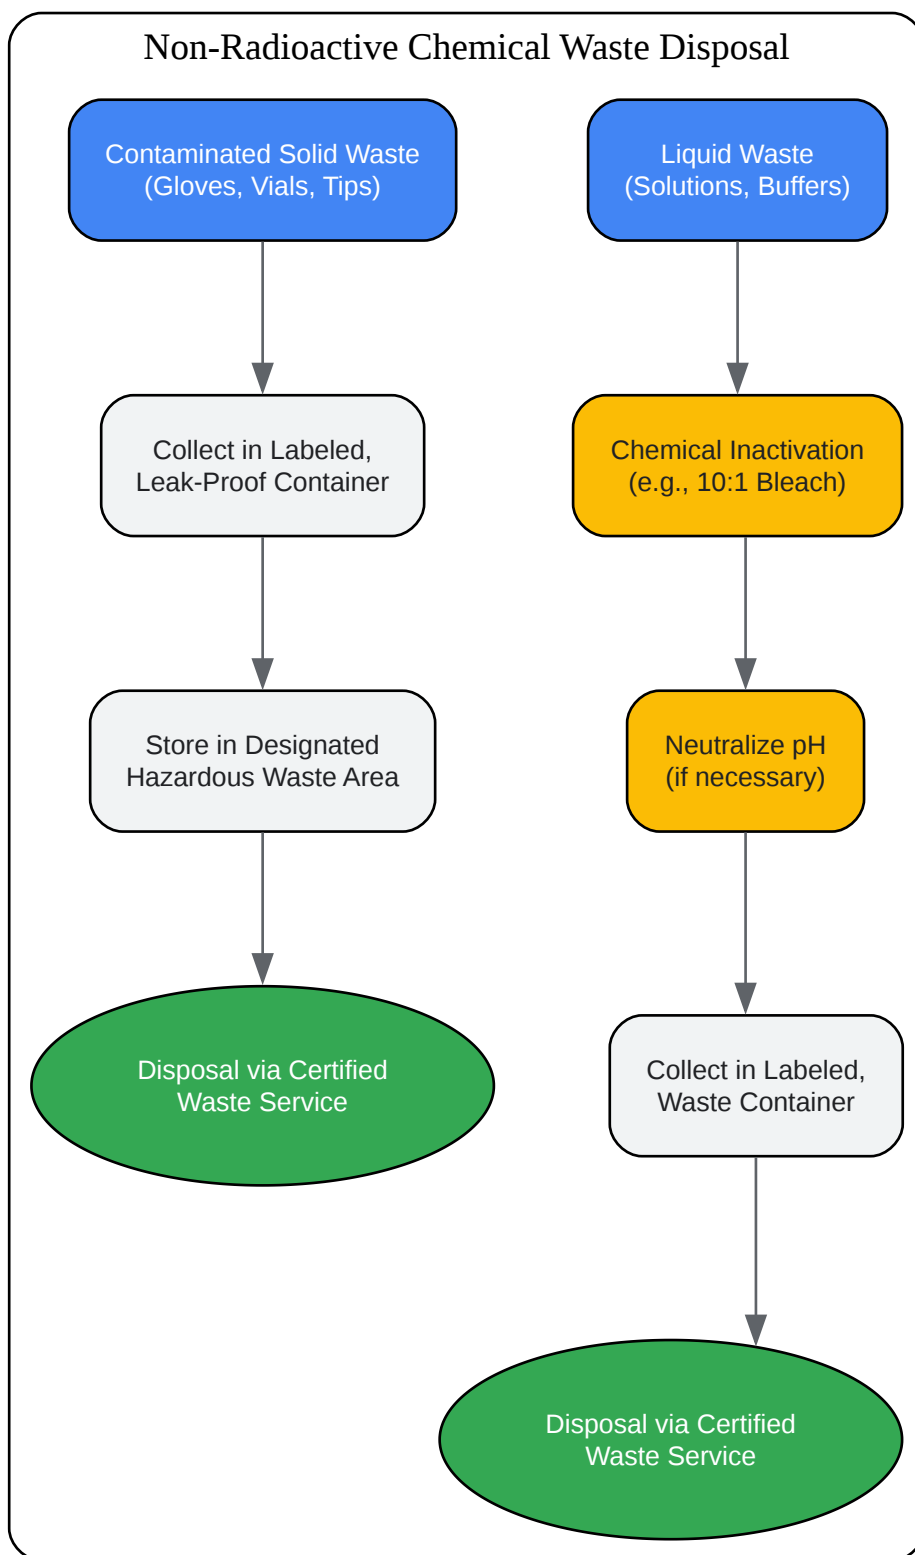 Non-Radioactive Chemical Waste Disposal
Contaminated Solid Waste
(Gloves, Vials, Tips)
Collect in Labeled,
Leak-Proof Container
Store in Designated
Hazardous Waste Area
Disposal via Certified
Waste Service
Liquid Waste
(Solutions, Buffers)
Chemical Inactivation
(e.g., 10:1 Bleach)
Neutralize pH
(if necessary)
Collect in Labeled,
Waste Container
Disposal via Certified
Waste Service